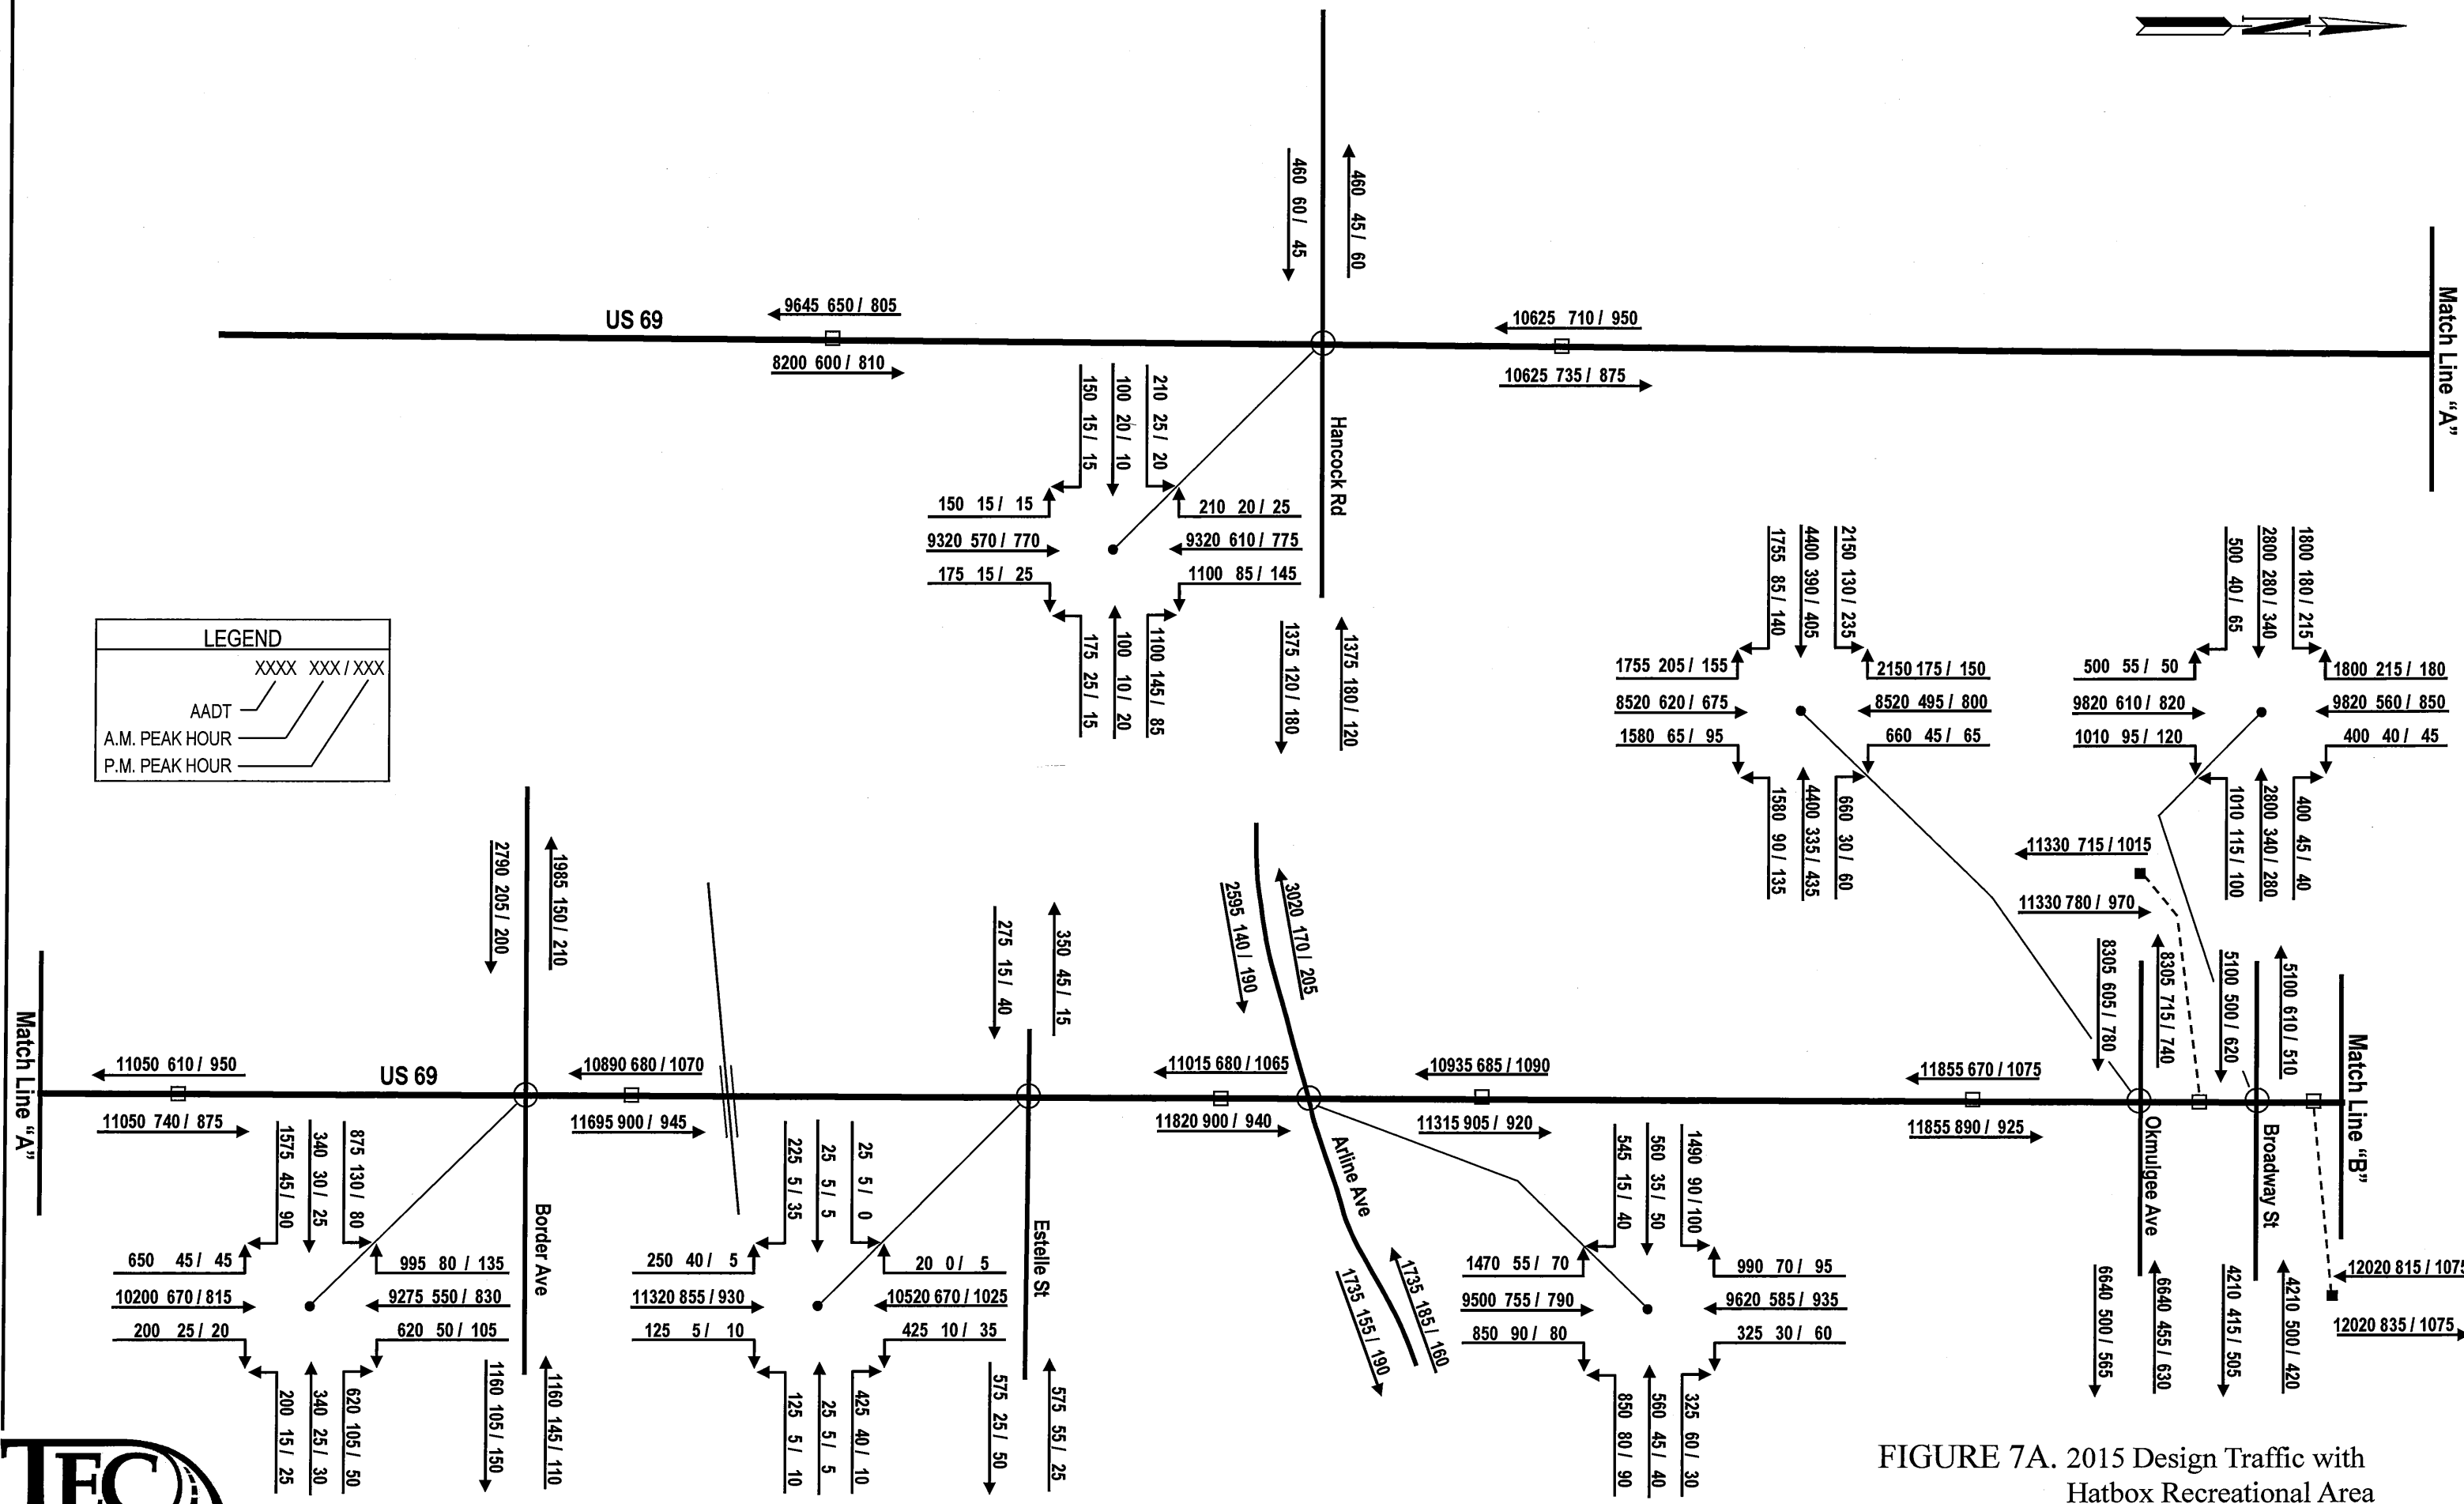 N
460 60 / 45
460 45 / 60
US 69
9645 650 / 805
8200 600 / 810
10625 710 / 950
10625 735 / 875
Match Line "A"
Hancock Rd
150 15 / 15
100 20 / 10
210 25 / 20
150 15 / 15
210 20 / 25
9320 570 / 770
9320 610 / 775
175 15 / 25
1100 85 / 145
175 25 / 15
100 10 / 20
1100 145 / 85
1375 120 / 180
1375 180 / 120
LEGEND
XXXX XXX / XXX
AADT
A.M. PEAK HOUR
P.M. PEAK HOUR
1755 85 / 140
4400 390 / 405
2150 130 / 235
1755 205 / 155
2150 175 / 150
8520 620 / 675
8520 495 / 800
1580 65 / 95
660 45 / 65
1580 90 / 135
4400 335 / 435
660 30 / 60
500 40 / 65
2800 280 / 340
1800 180 / 215
500 55 / 50
1800 215 / 180
9820 610 / 820
9820 560 / 850
1010 95 / 120
400 40 / 45
1010 115 / 100
2800 340 / 280
400 45 / 40
11330 715 / 1015
11330 780 / 970
Match Line "A"
11050 610 / 950
11050 740 / 875
US 69
2790 205 / 200
1985 150 / 210
10890 680 / 1070
11695 900 / 945
275 15 / 40
350 45 / 15
11015 680 / 1065
11820 900 / 940
2595 140 / 190
3020 170 / 205
10935 685 / 1090
11315 905 / 920
11855 670 / 1075
11855 890 / 925
8305 605 / 780
8305 715 / 740
5100 500 / 620
5100 610 / 510
Match Line "B"
1575 45 / 90
340 30 / 25
875 130 / 80
650 45 / 45
995 80 / 135
10200 670 / 815
9275 550 / 830
200 25 / 20
620 50 / 105
200 15 / 25
340 25 / 30
620 105 / 50
Border Ave
1160 105 / 150
1160 145 / 110
225 5 / 35
25 5 / 5
25 5 / 0
250 40 / 5
20 0 / 5
11320 855 / 930
10520 670 / 1025
125 5 / 10
425 10 / 35
125 5 / 10
25 5 / 5
425 40 / 10
Estelle St
575 25 / 50
575 55 / 25
Arline Ave
1735 155 / 190
1735 185 / 160
545 15 / 40
560 35 / 50
1490 90 / 100
1470 55 / 70
990 70 / 95
9500 755 / 790
9620 585 / 935
850 90 / 80
325 30 / 60
850 80 / 90
560 45 / 40
325 60 / 30
Okmulgee Ave
6640 500 / 565
6640 455 / 630
Broadway St
4210 415 / 505
4210 500 / 420
12020 815 / 1075
12020 835 / 1075
TEC
FIGURE 7A. 2015 Design Traffic with
Hatbox Recreational Area